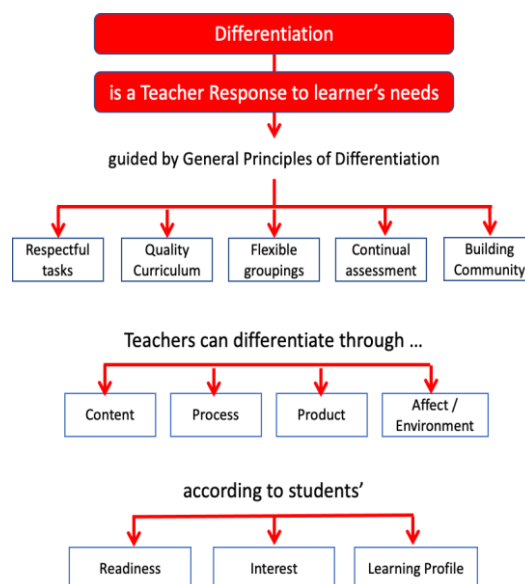 Differentiation
is a Teacher Response to learner’s needs
guided by General Principles of Differentiation
Respectful
tasks
Quality
Curriculum
Flexible
groupings
Continual
assessment
Building
Community
Teachers can differentiate through ...
Content
Process
Product
Affect /
Environment
according to students’
Readiness
Interest
Learning Profile